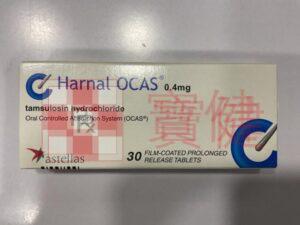 Harnal OCAS® 0.4mg
tamsulosin hydrochloride
Oral Controlled Absorption System (OCAS®)
Rx
寶健
astellas
30 FILM-COATED PROLONGED
RELEASE TABLETS